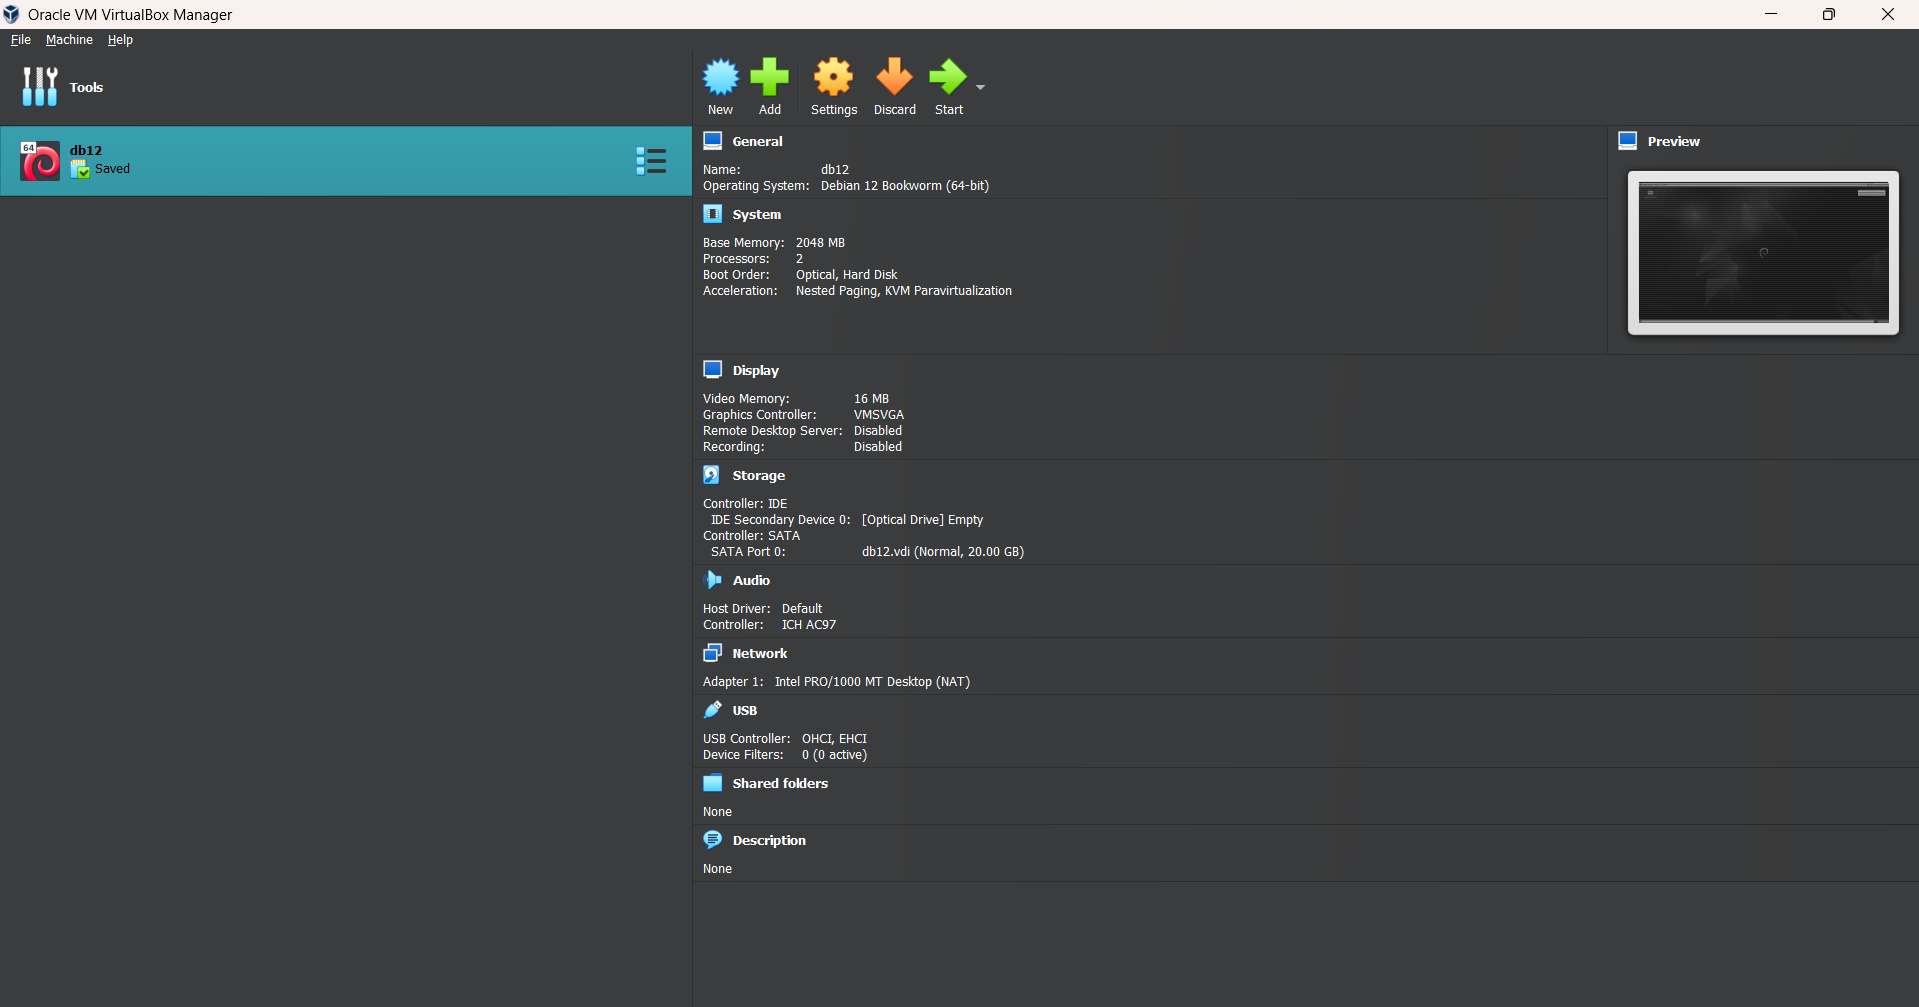 Oracle VM VirtualBox Manager
File Machine Help
Tools
New Add Settings Discard Start
64
db12
Saved
General
Name: db12
Operating System: Debian 12 Bookworm (64-bit)
Preview
System
Base Memory: 2048 MB
Processors: 2
Boot Order: Optical, Hard Disk
Acceleration: Nested Paging, KVM Paravirtualization
Display
Video Memory: 16 MB
Graphics Controller: VMSVGA
Remote Desktop Server: Disabled
Recording: Disabled
Storage
Controller: IDE
IDE Secondary Device 0: [Optical Drive] Empty
Controller: SATA
SATA Port 0: db12.vdi (Normal, 20.00 GB)
Audio
Host Driver: Default
Controller: ICH AC97
Network
Adapter 1: Intel PRO/1000 MT Desktop (NAT)
USB
USB Controller: OHCI, EHCI
Device Filters: 0 (0 active)
Shared folders
None
Description
None